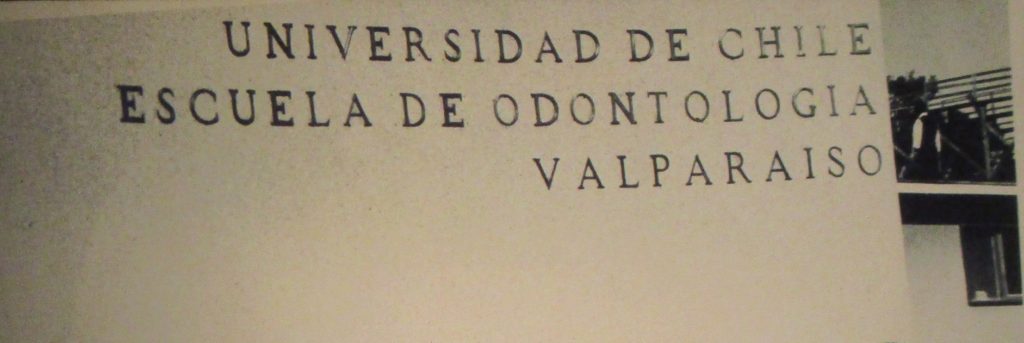 UNIVERSIDAD DE CHILE
ESCUELA DE ODONTOLOGIA
VALPARAISO